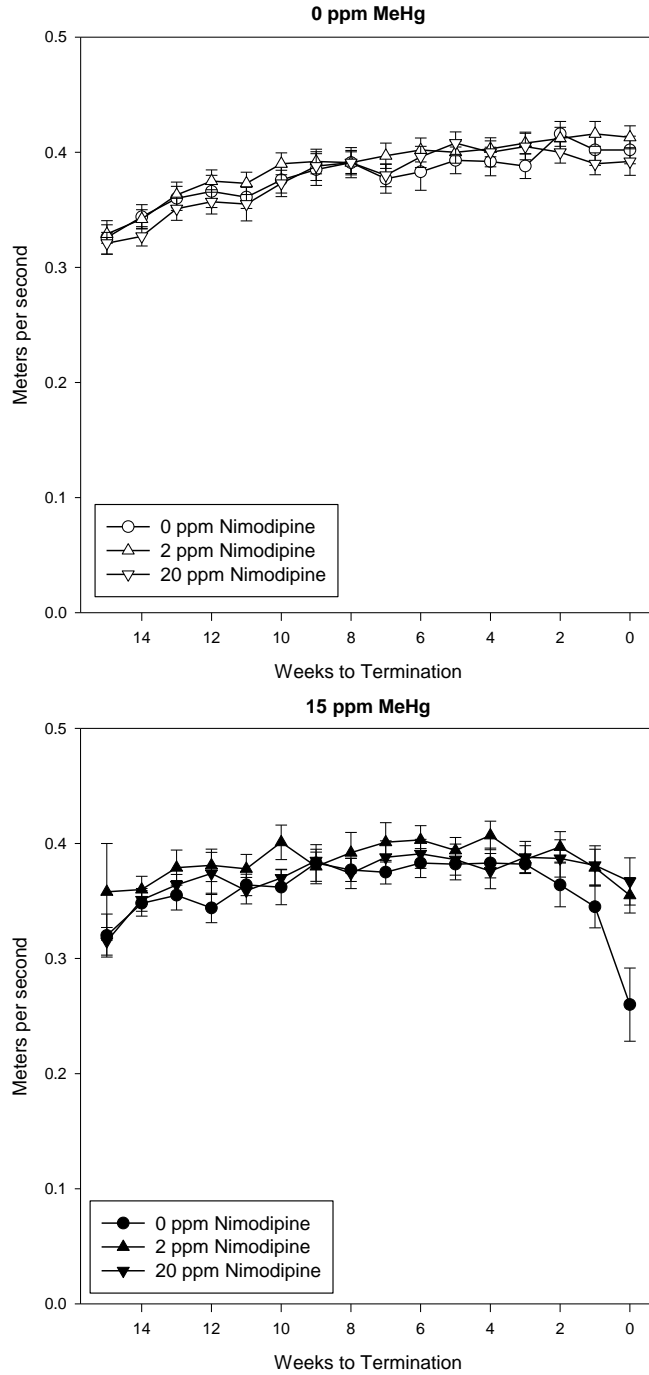 0 ppm MeHg
0.5
0.4
0.3
0.2
0.1
0.0
Meters per second
0 ppm Nimodipine
2 ppm Nimodipine
20 ppm Nimodipine
14 12 10 8 6 4 2 0
Weeks to Termination
15 ppm MeHg
0.5
0.4
0.3
0.2
0.1
0.0
Meters per second
0 ppm Nimodipine
2 ppm Nimodipine
20 ppm Nimodipine
14 12 10 8 6 4 2 0
Weeks to Termination